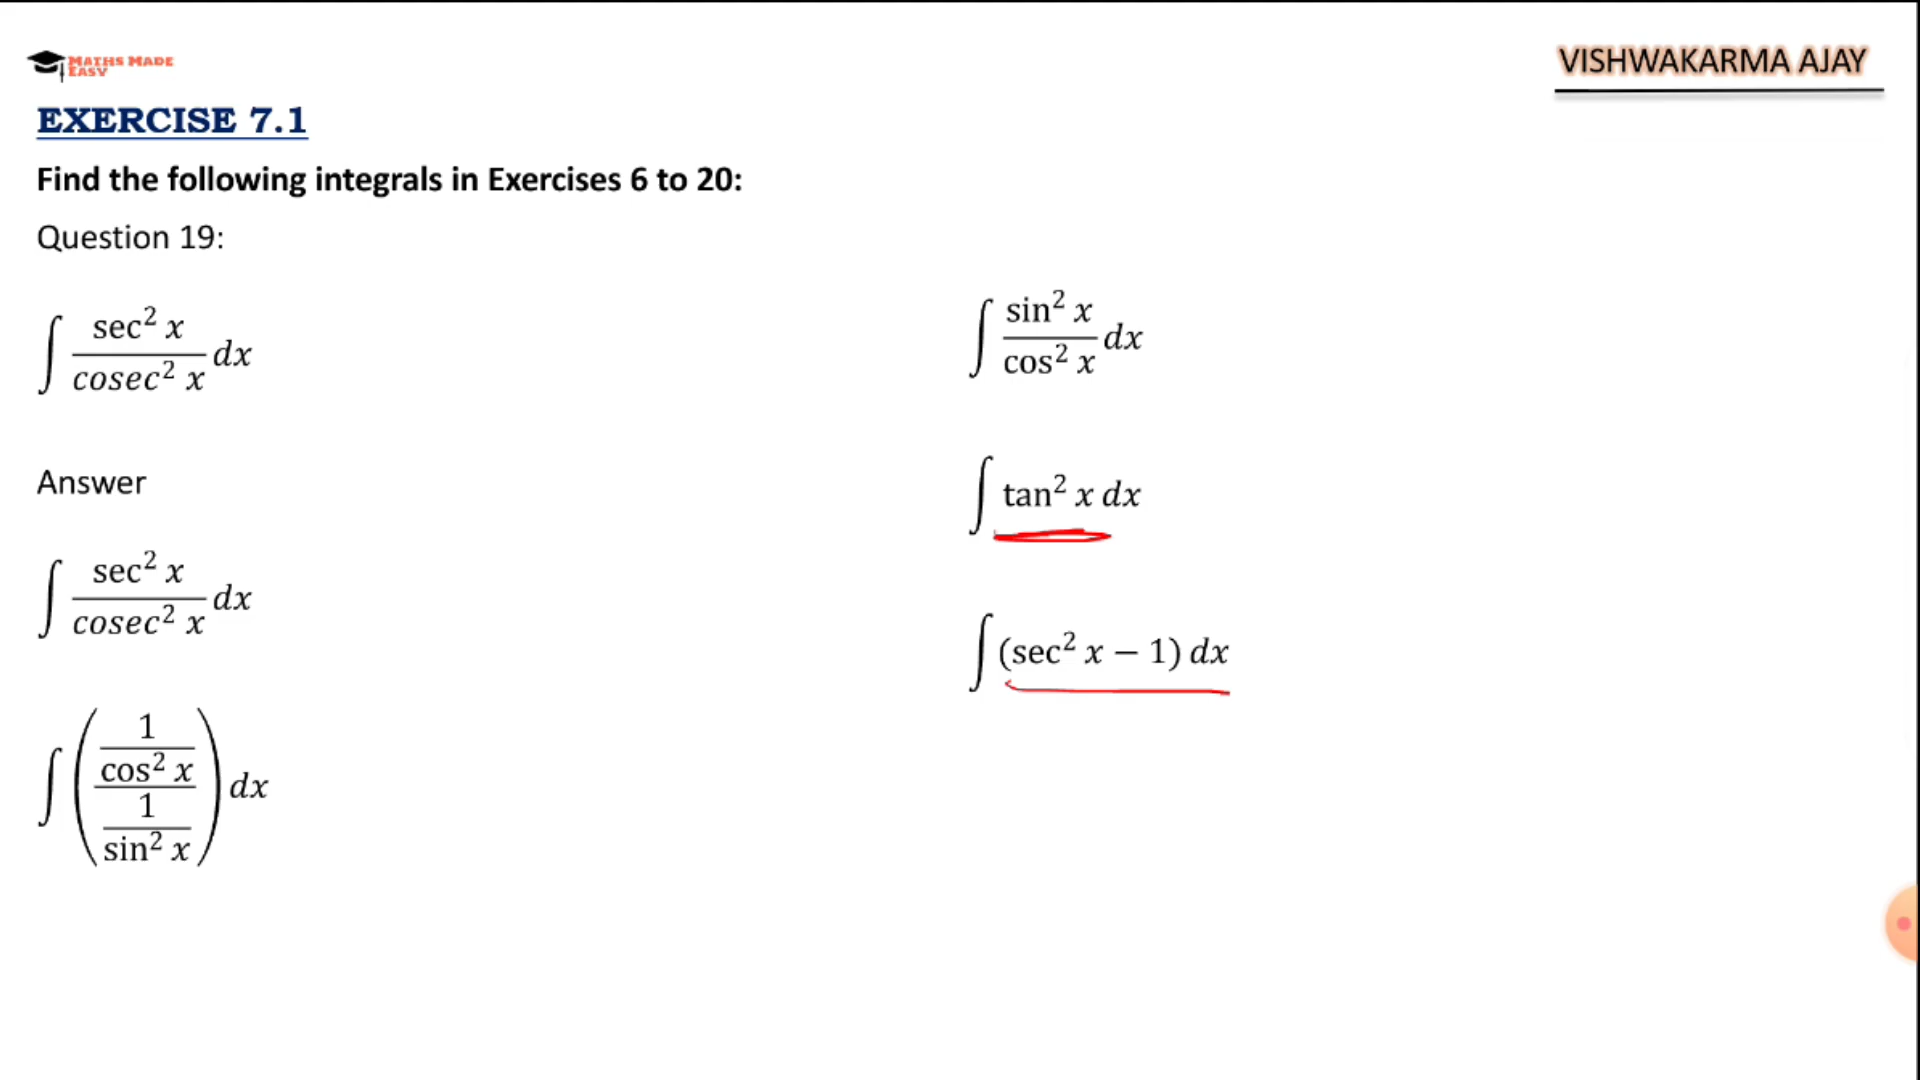 MATHS MADE
EASY
VISHWAKARMA AJAY
EXERCISE 7.1
Find the following integrals in Exercises 6 to 20:
Question 19:
∫ sec² x / cosec² x dx
Answer
∫ sec² x / cosec² x dx
∫ ( (1 / cos² x) / (1 / sin² x) ) dx
∫ sin² x / cos² x dx
∫ tan² x dx
∫ (sec² x − 1) dx